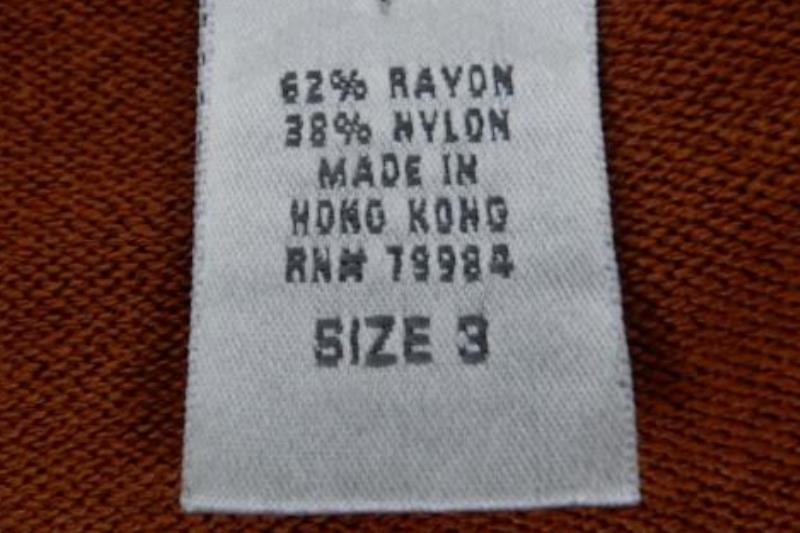 62% RAYON
38% NYLON
MADE IN
HONG KONG
RN# 79984
SIZE 3